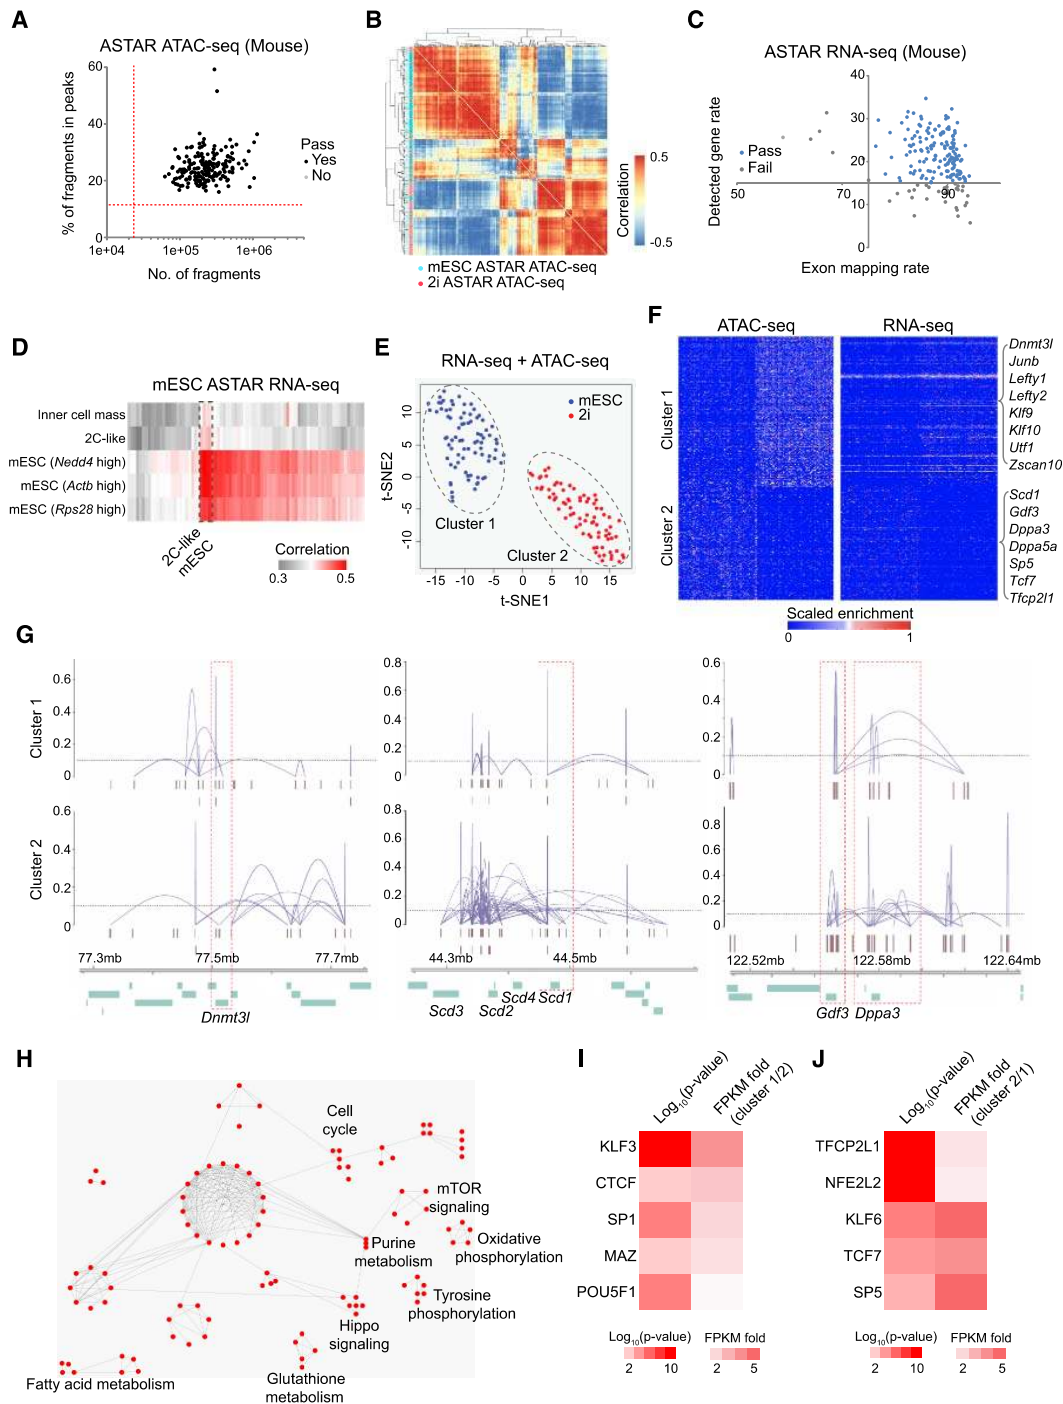 A
ASTAR ATAC-seq (Mouse)
% of fragments in peaks
60
40
20
0
1e+04
1e+05
1e+06
No. of fragments
Pass
Yes
No
B
Correlation
0.5
-0.5
mESC ASTAR ATAC-seq
2i ASTAR ATAC-seq
C
ASTAR RNA-seq (Mouse)
Detected gene rate
40
30
20
10
0
50
70
90
Pass
Fail
Exon mapping rate
D
mESC ASTAR RNA-seq
Inner cell mass
2C-like
mESC (Nedd4 high)
mESC (Actb high)
mESC (Rps28 high)
2C-like
mESC
Correlation
0.3
0.5
E
RNA-seq + ATAC-seq
t-SNE2
10
5
0
-5
-10
mESC
2i
Cluster 1
Cluster 2
-15
-10
-5
0
5
10
15
t-SNE1
F
ATAC-seq
RNA-seq
Cluster 1
Cluster 2
Dnmt3l
Junb
Lefty1
Lefty2
Klf9
Klf10
Utf1
Zscan10
Scd1
Gdf3
Dppa3
Dppa5a
Sp5
Tcf7
Tfcp2l1
Scaled enrichment
0
1
G
Cluster 1
0.6
0.4
0.2
0
0.8
0.6
0.4
0.2
0
0.6
0.4
0.2
0
Cluster 2
0.6
0.4
0.2
0
0.8
0.6
0.4
0.2
0
0.8
0.6
0.4
0.2
0
77.3mb
77.5mb
77.7mb
44.3mb
44.5mb
122.52mb
122.58mb
122.64mb
Dnmt3l
Scd3
Scd2
Scd4
Scd1
Gdf3
Dppa3
H
Cell
cycle
mTOR
signaling
Purine
metabolism
Oxidative
phosphorylation
Tyrosine
phosphorylation
Hippo
signaling
Glutathione
metabolism
Fatty acid metabolism
I
Log10(p-value)
FPKM fold
(cluster 1/2)
KLF3
CTCF
SP1
MAZ
POU5F1
Log10(p-value)
2
10
FPKM fold
2
5
J
Log10(p-value)
FPKM fold
(cluster 2/1)
TFCP2L1
NFE2L2
KLF6
TCF7
SP5
Log10(p-value)
2
10
FPKM fold
2
5